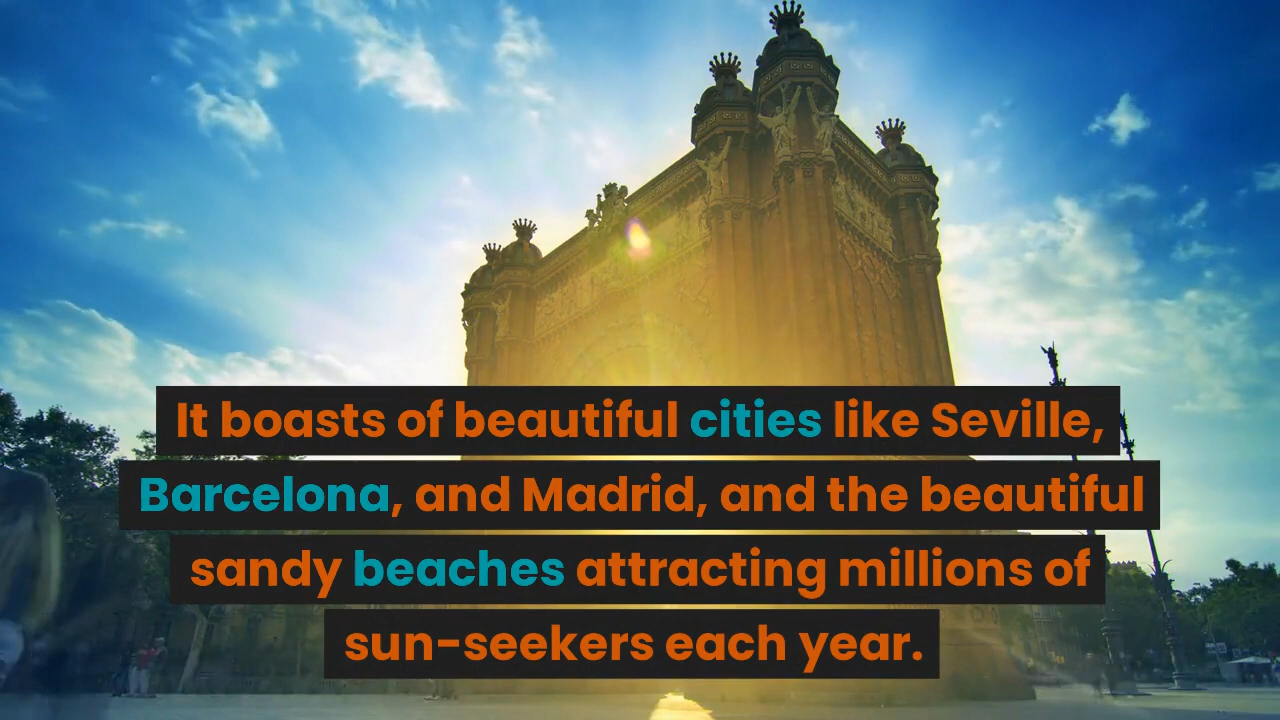 It boasts of beautiful cities like Seville,
Barcelona, and Madrid, and the beautiful
sandy beaches attracting millions of
sun-seekers each year.